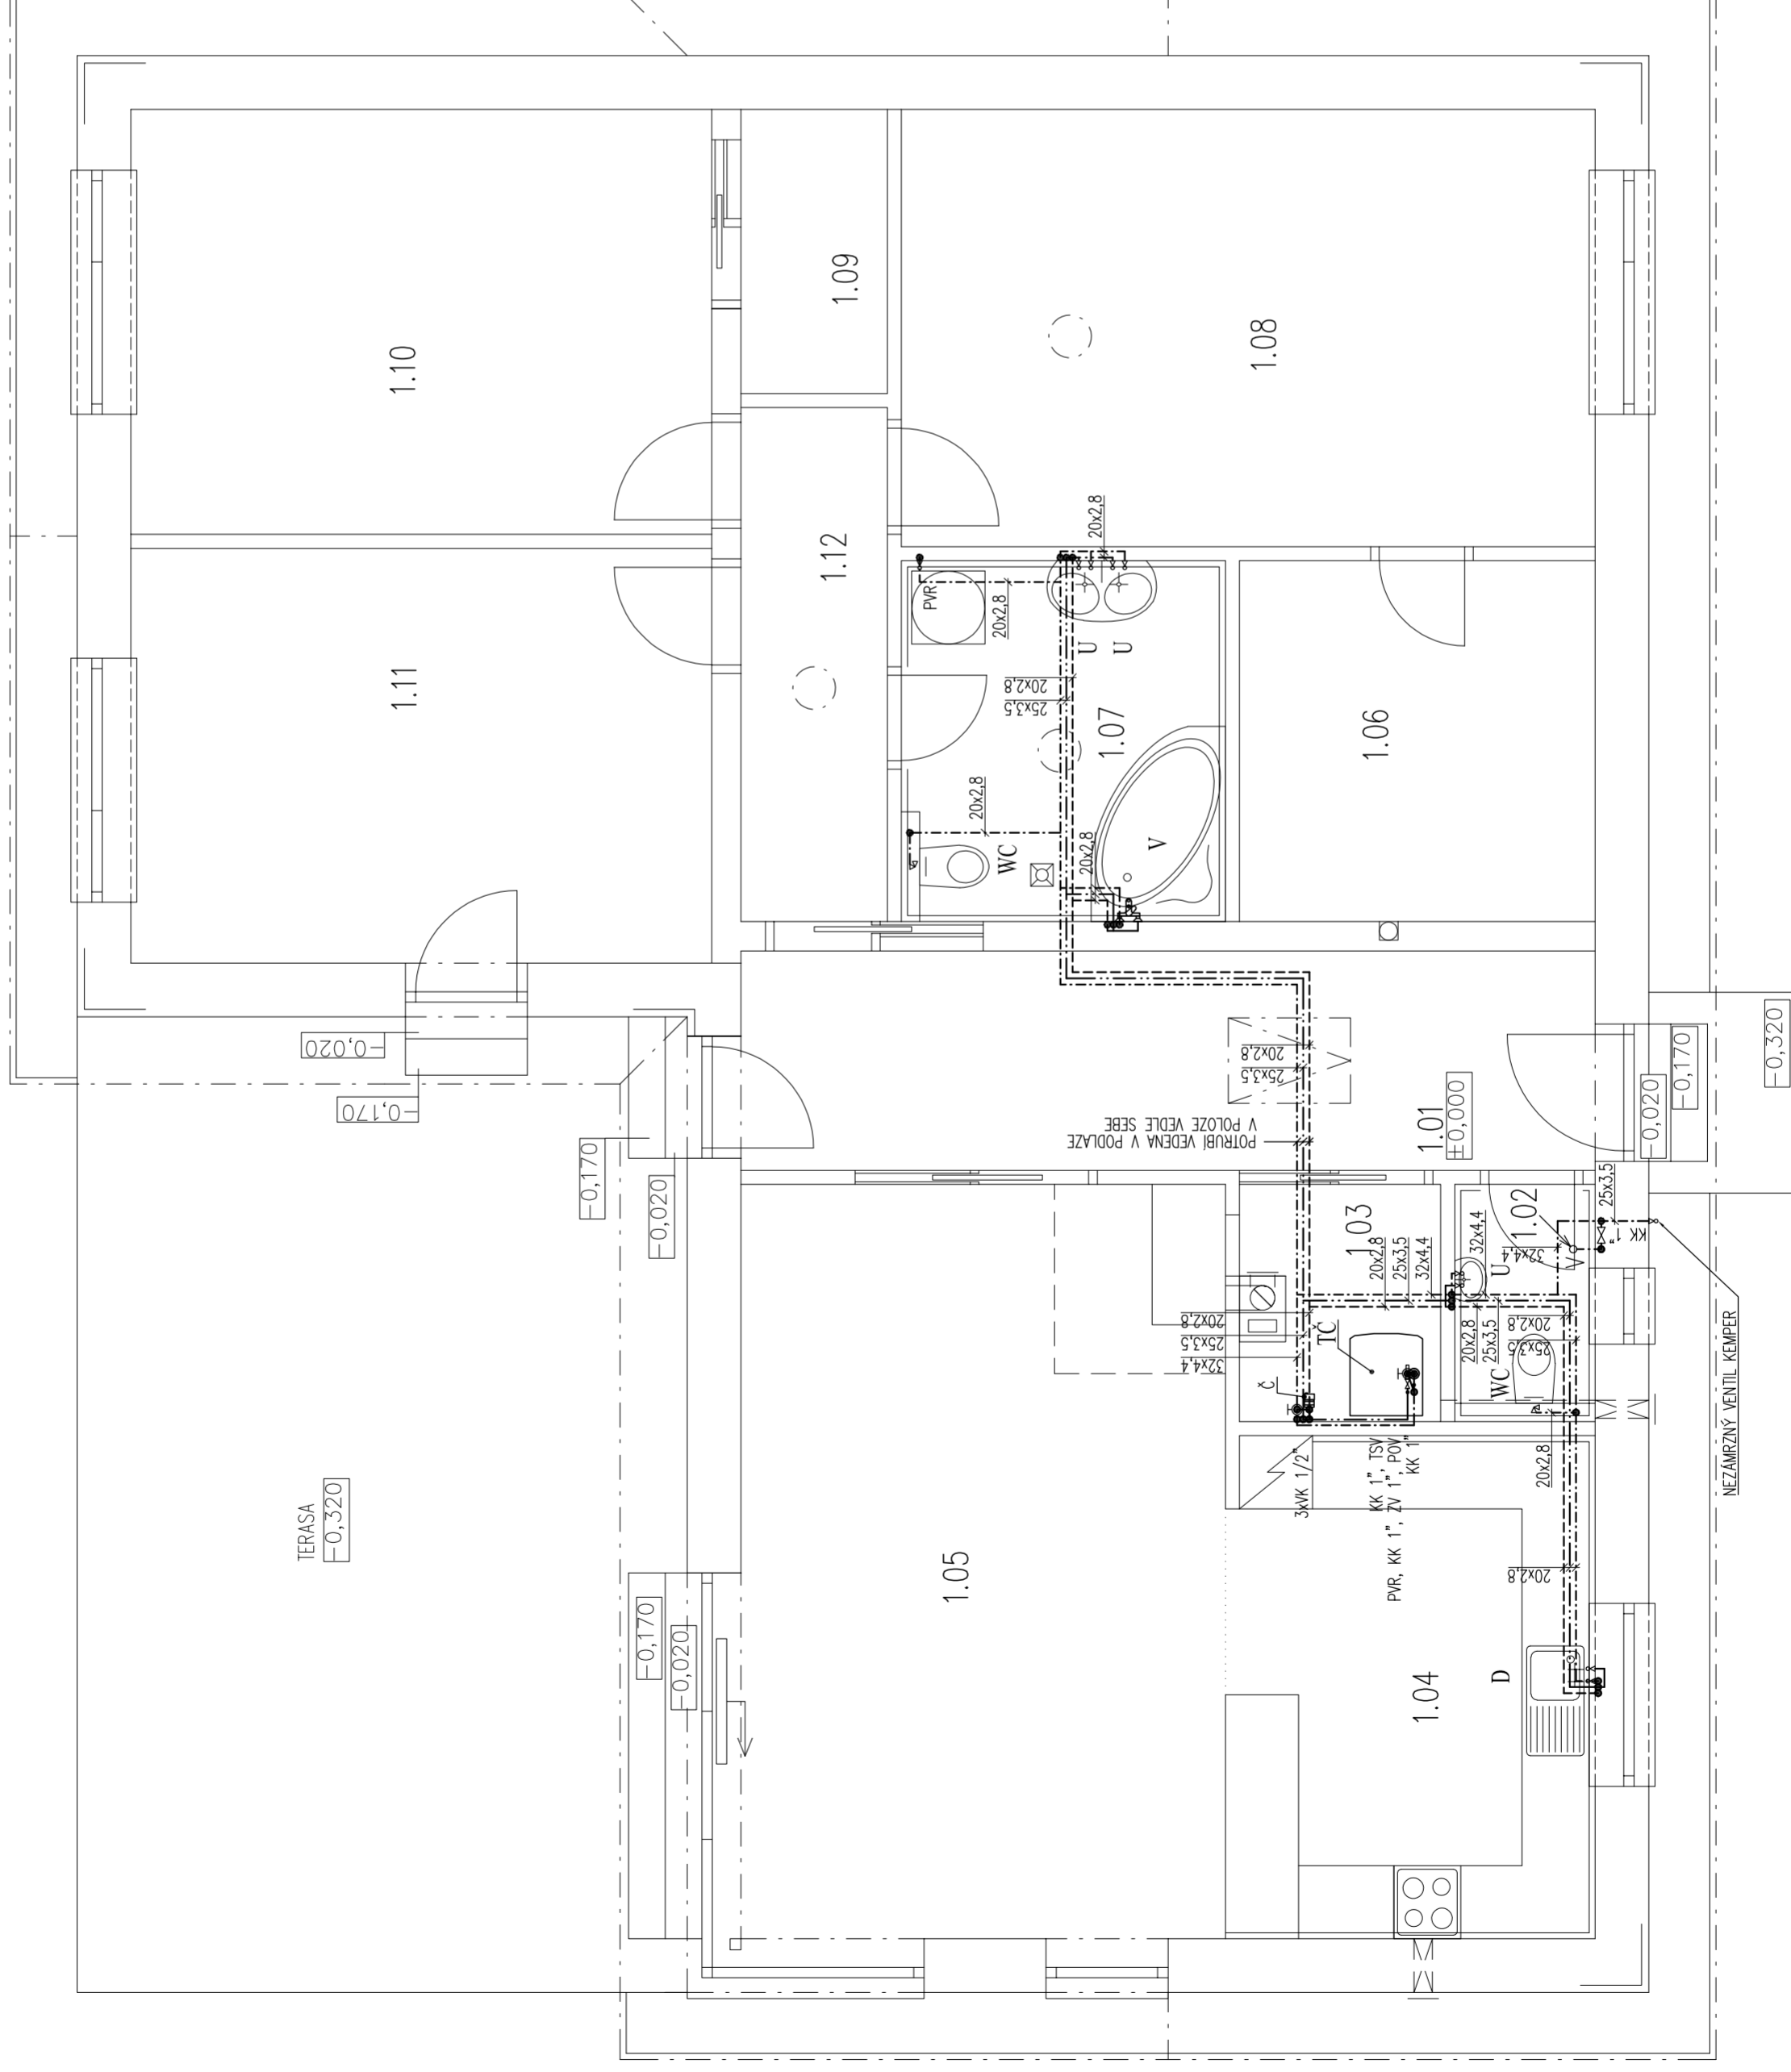 1.10
1.09
1.08
1.11
1.12
20x2,8
PVR
20x2,8
U
U
20x2,8
25x3,5
1.07
1.06
20x2,8
WC
20x2,8
V
-0,020
-0,170
-0,170
-0,020
20x2,8
25x3,5
POTRUBÍ VEDENA V PODLAZE
V POLOZE VEDLE SEBE
1.01
±0,000
-0,020
-0,170
-0,320
1.03
1.02
25x3,5
KK 1"
32x4,4
V
U
20x2,8
25x3,5
32x4,4
32x4,4
20x2,8
25x3,5
32x4,4
TČ
Č
20x2,8
25x3,5
20x2,8
25x3,5
WC
20x2,8
NEZÁMRZNÝ VENTIL KEMPER
3xVK 1/2"
KK 1", TSV
PVR, KK 1", ZV 1", POV
KK 1"
TERASA
-0,320
1.05
-0,170
-0,020
20x2,8
1.04
D